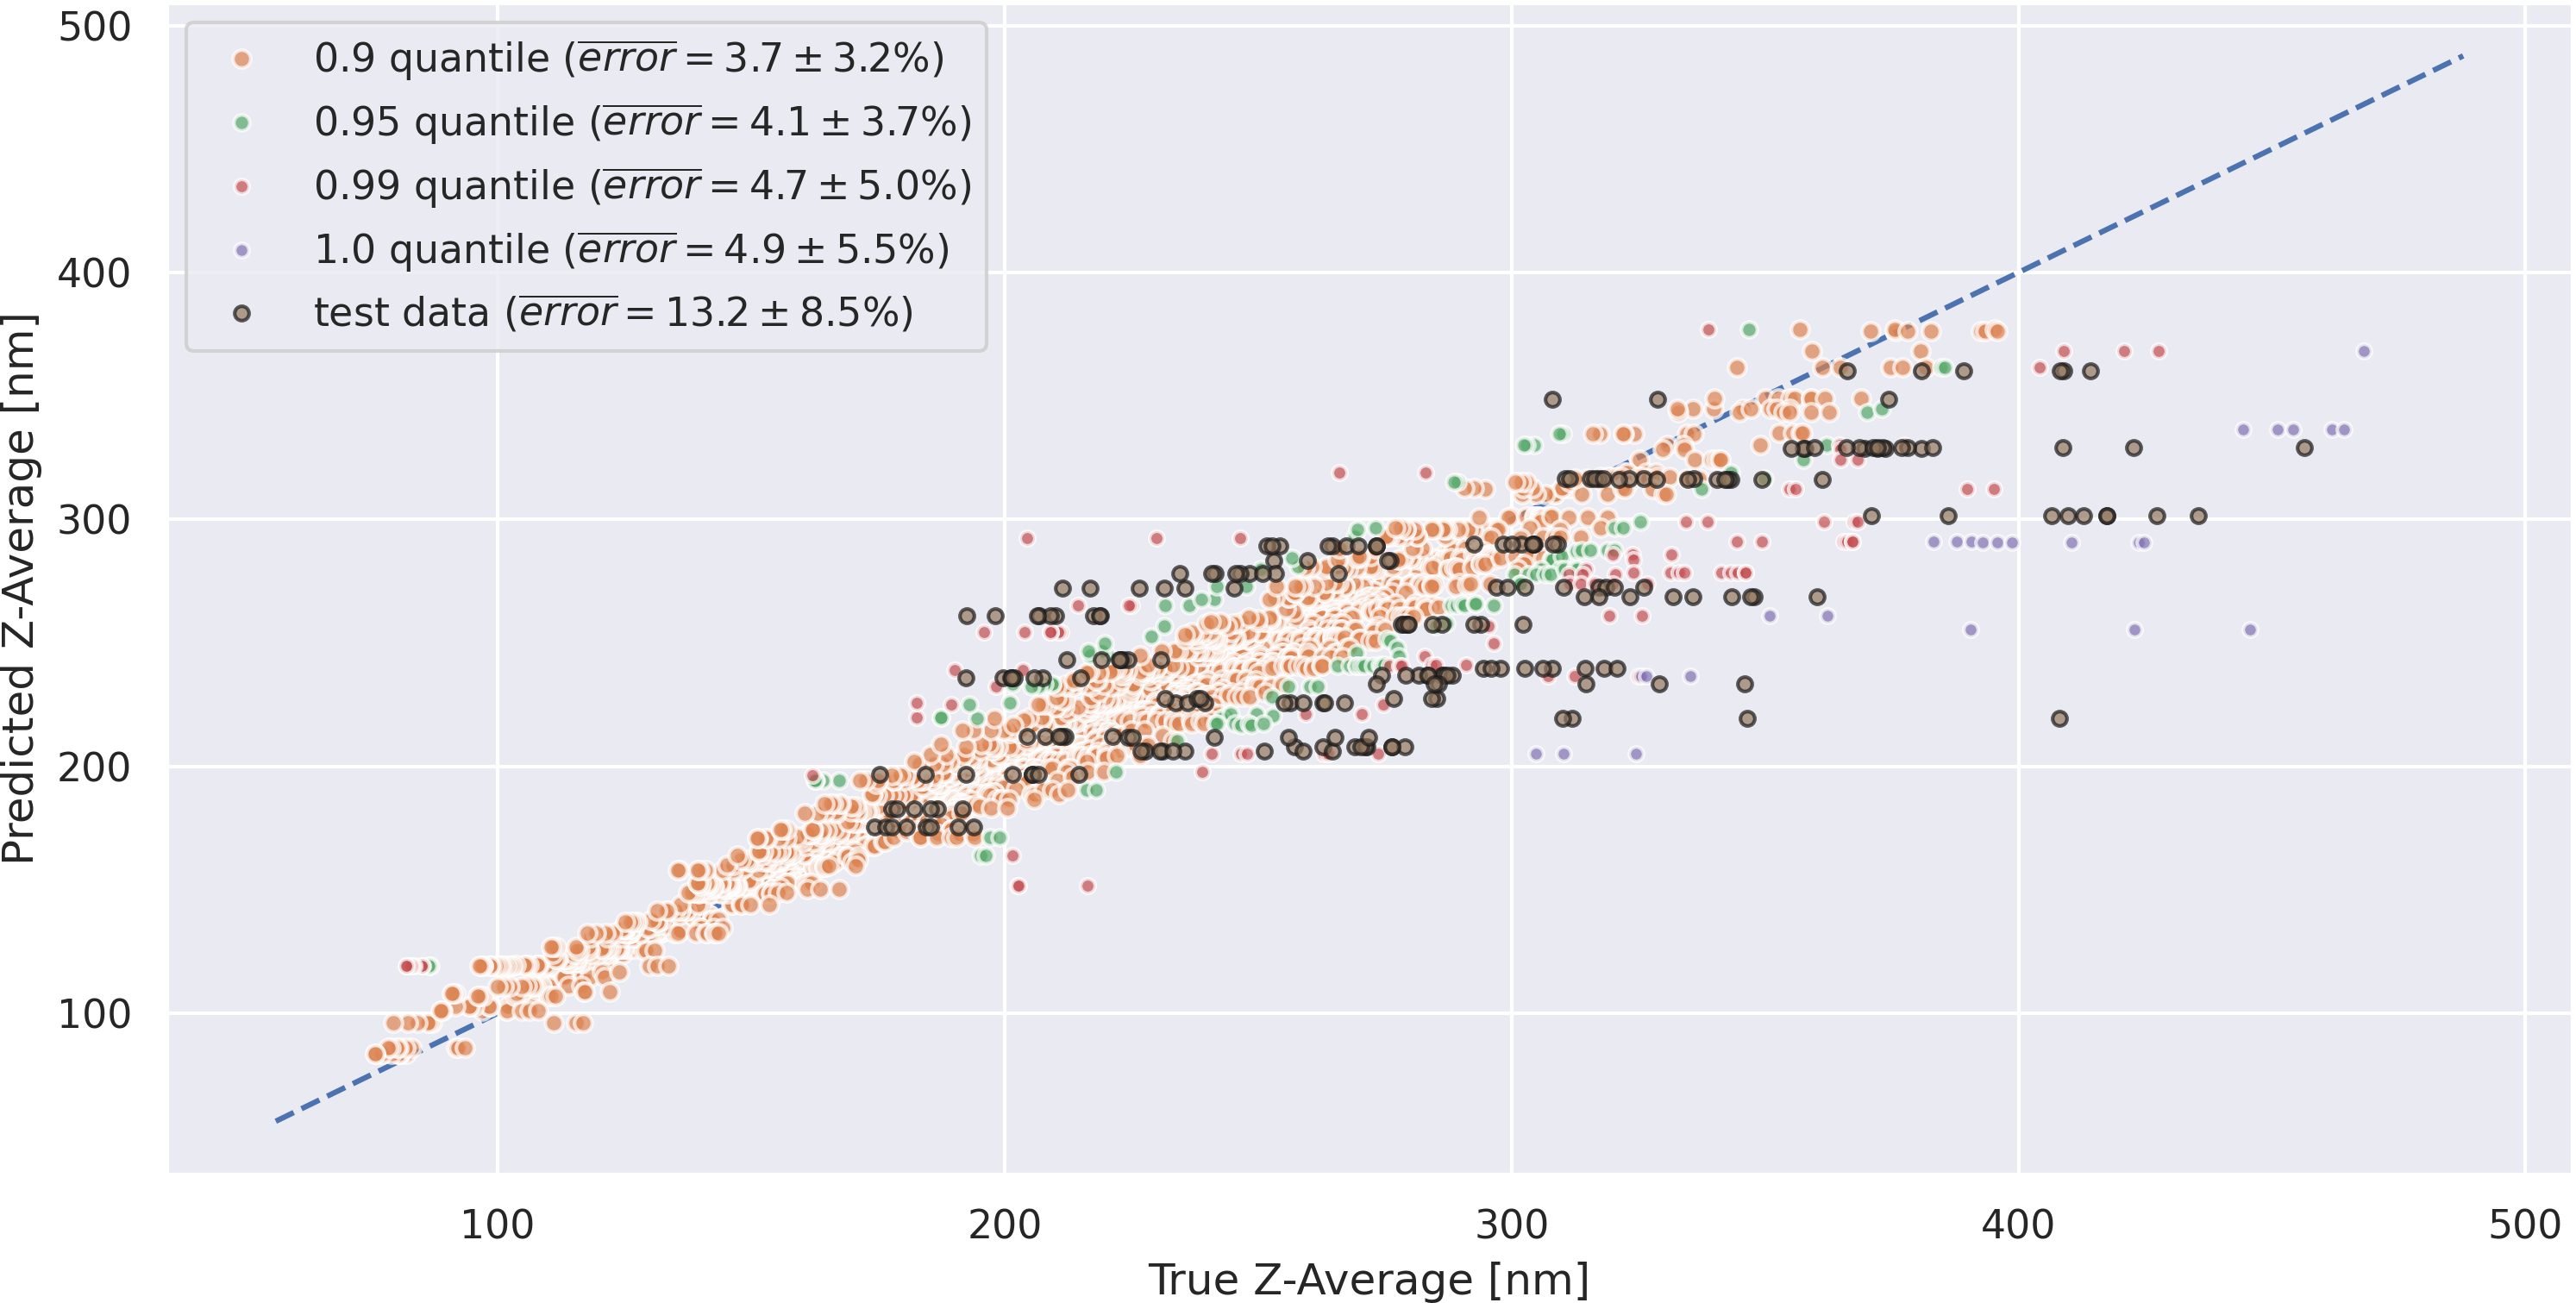 0.9 quantile (error = 3.7 ± 3.2%)
0.95 quantile (error = 4.1 ± 3.7%)
0.99 quantile (error = 4.7 ± 5.0%)
1.0 quantile (error = 4.9 ± 5.5%)
test data (error = 13.2 ± 8.5%)
Predicted Z-Average [nm]
500
400
300
200
100
100 200 300 400 500
True Z-Average [nm]